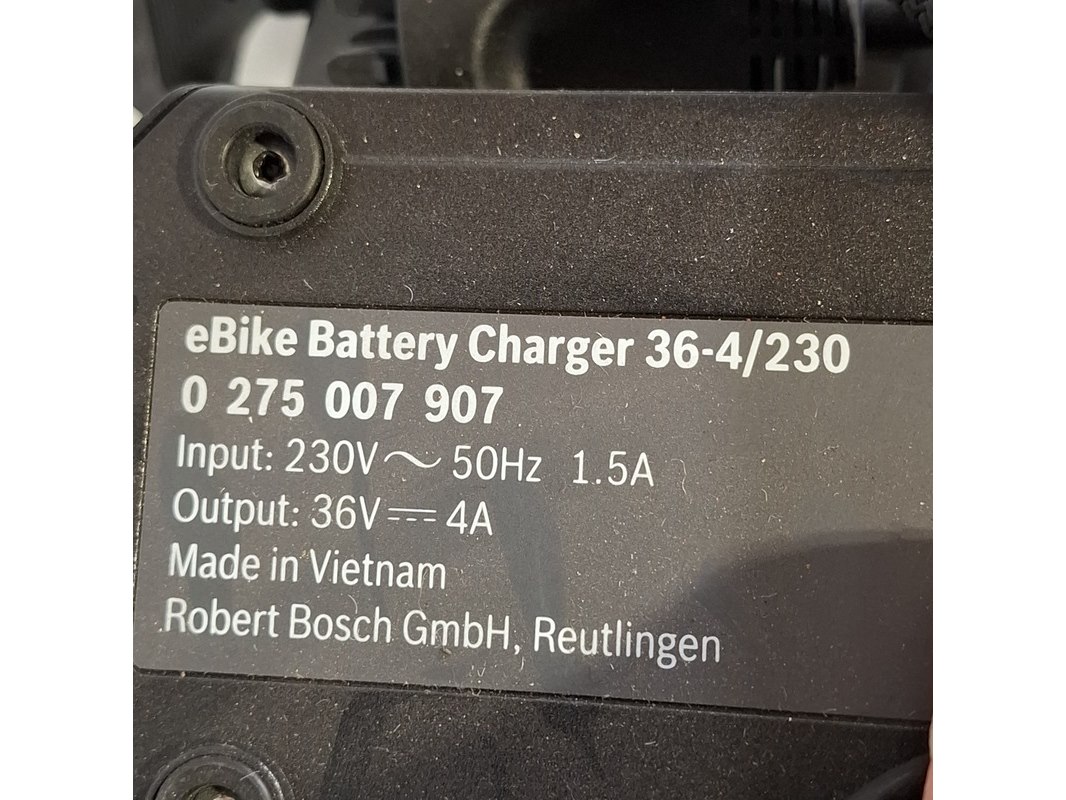 eBike Battery Charger 36-4/230
0 275 007 907
Input: 230V ~ 50Hz 1.5A
Output: 36V ⎓ 4A
Made in Vietnam
Robert Bosch GmbH, Reutlingen